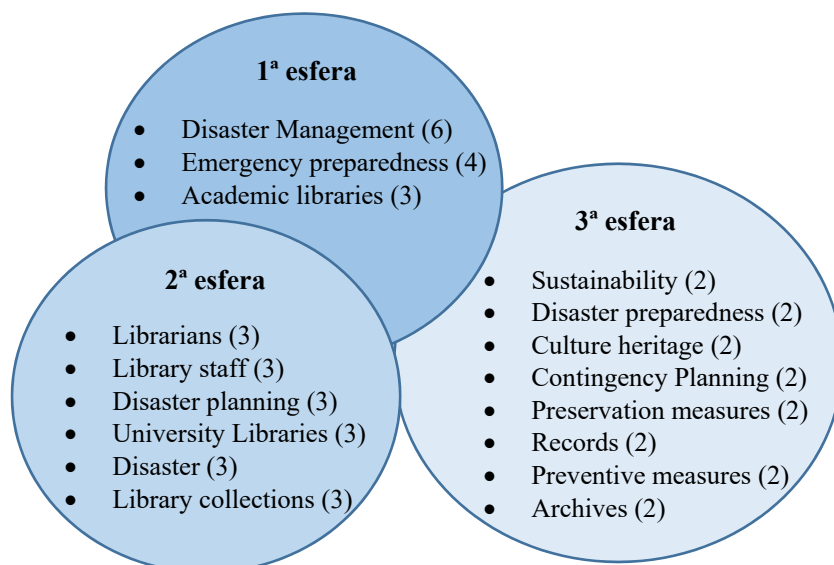 1ª esfera
• Disaster Management (6)
• Emergency preparedness (4)
• Academic libraries (3)
2ª esfera
• Librarians (3)
• Library staff (3)
• Disaster planning (3)
• University Libraries (3)
• Disaster (3)
• Library collections (3)
3ª esfera
• Sustainability (2)
• Disaster preparedness (2)
• Culture heritage (2)
• Contingency Planning (2)
• Preservation measures (2)
• Records (2)
• Preventive measures (2)
• Archives (2)